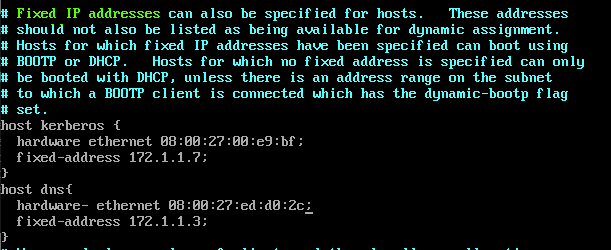 # Fixed IP addresses can also be specified for hosts.   These addresses
# should not also be listed as being available for dynamic assignment.
# Hosts for which fixed IP addresses have been specified can boot using
# BOOTP or DHCP.   Hosts for which no fixed address is specified can only
# be booted with DHCP, unless there is an address range on the subnet
# to which a BOOTP client is connected which has the dynamic-bootp flag
# set.
host kerberos {
  hardware ethernet 08:00:27:00:e9:bf;
  fixed-address 172.1.1.7;
}
host dns{
  hardware- ethernet 08:00:27:ed:d0:2c;
  fixed-address 172.1.1.3;
}